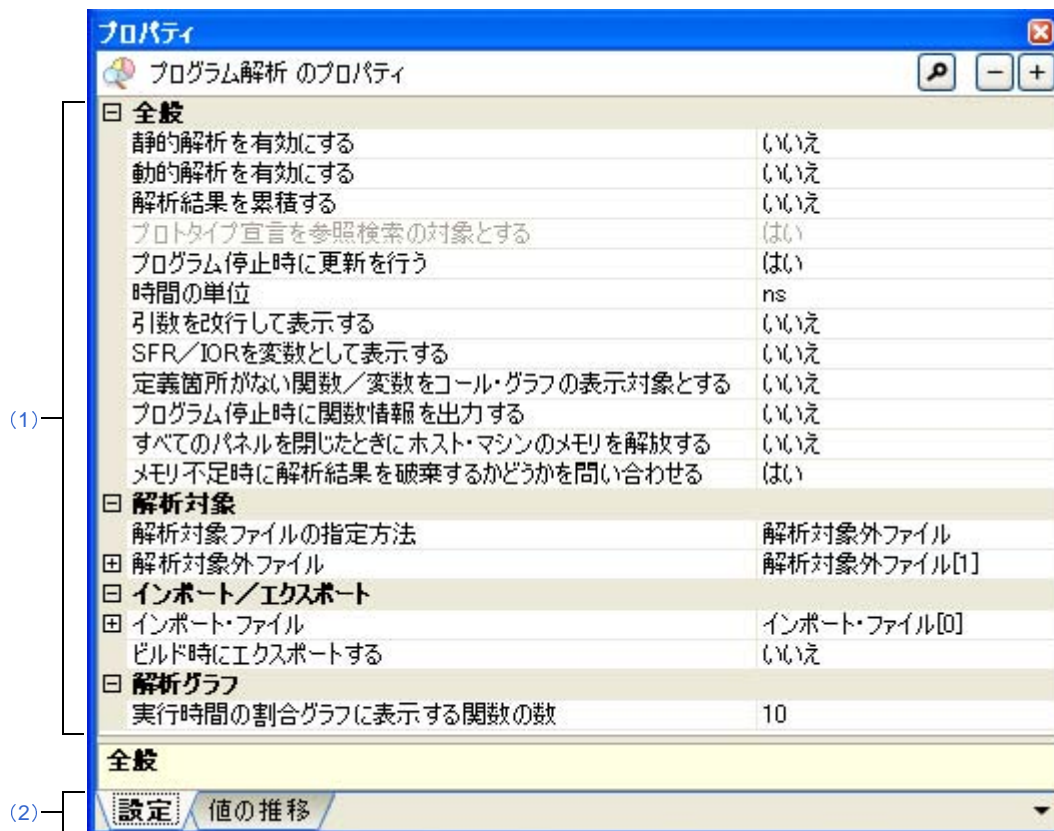 プロパティ
プログラム解析 のプロパティ
全般
静的解析を有効にする いいえ
動的解析を有効にする いいえ
解析結果を累積する いいえ
プロトタイプ宣言を参照検索の対象とする はい
プログラム停止時に更新を行う はい
時間の単位 ns
引数を改行して表示する いいえ
SFR／IORを変数として表示する いいえ
定義箇所がない関数／変数をコール・グラフの表示対象とする いいえ
(1)
プログラム停止時に関数情報を出力する いいえ
すべてのパネルを閉じたときにホスト・マシンのメモリを解放する いいえ
メモリ不足時に解析結果を破棄するかどうかを問い合わせる はい
解析対象
解析対象ファイルの指定方法 解析対象外ファイル
解析対象外ファイル 解析対象外ファイル[1]
インポート／エクスポート
インポート・ファイル インポート・ファイル[0]
ビルド時にエクスポートする いいえ
解析グラフ
実行時間の割合グラフに表示する関数の数 10
全般
(2)
設定 値の推移